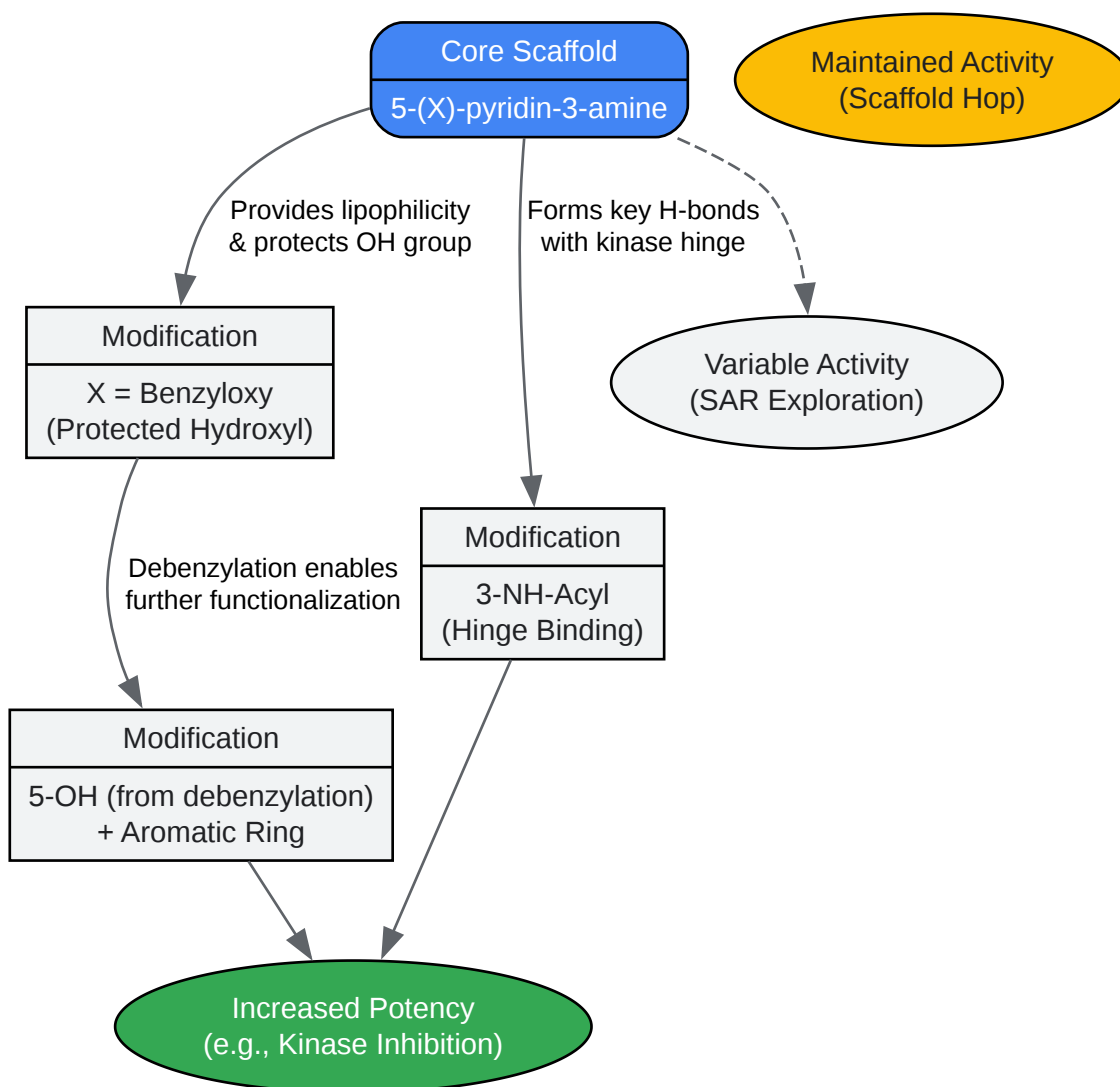 Core Scaffold
5-(X)-pyridin-3-amine
Maintained Activity
(Scaffold Hop)
Provides lipophilicity
& protects OH group
Forms key H-bonds
with kinase hinge
Modification
X = Benzyloxy
(Protected Hydroxyl)
Variable Activity
(SAR Exploration)
Debenzylation enables
further functionalization
Modification
3-NH-Acyl
(Hinge Binding)
Modification
5-OH (from debenzylation)
+ Aromatic Ring
Increased Potency
(e.g., Kinase Inhibition)